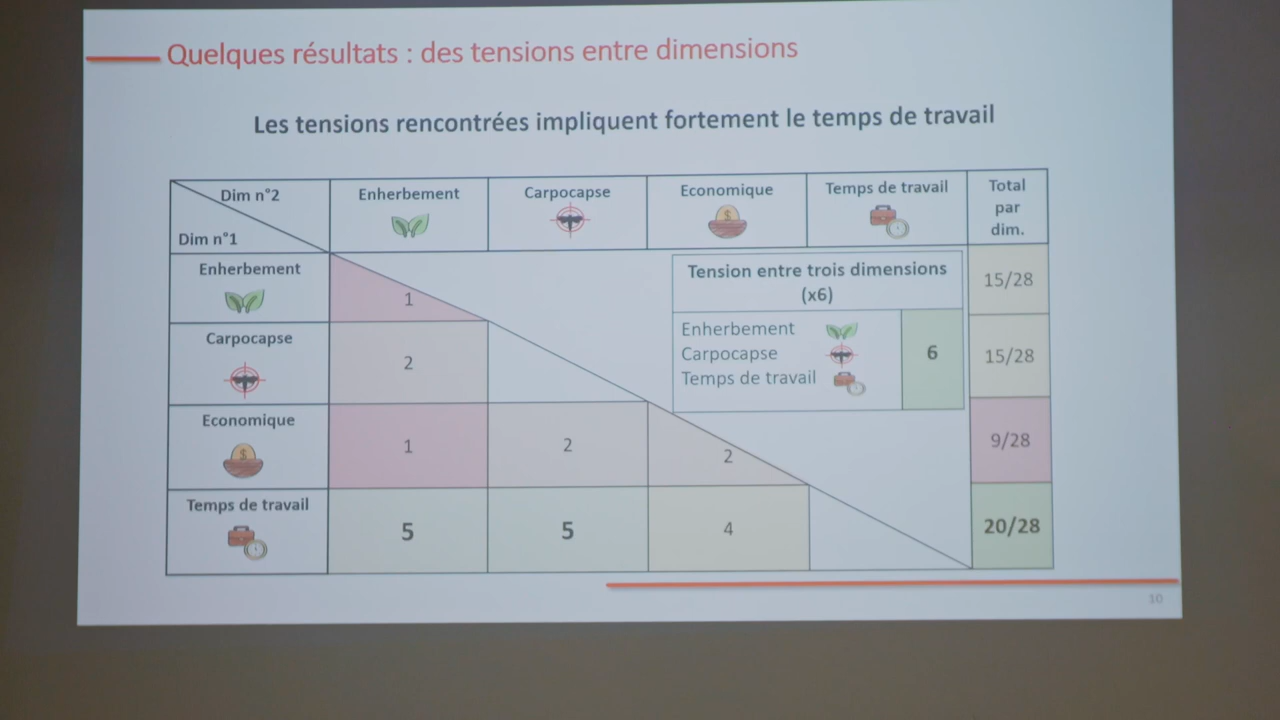 Quelques résultats : des tensions entre dimensions
Les tensions rencontrées impliquent fortement le temps de travail
Dim n°2
Dim n°1
Enherbement
Carpocapse
Economique
Temps de travail
Total
par
dim.
Enherbement
1
15/28
Carpocapse
2
15/28
Economique
1
2
2
9/28
Temps de travail
5
5
4
20/28
Tension entre trois dimensions
(x6)
Enherbement
Carpocapse
Temps de travail
6
10